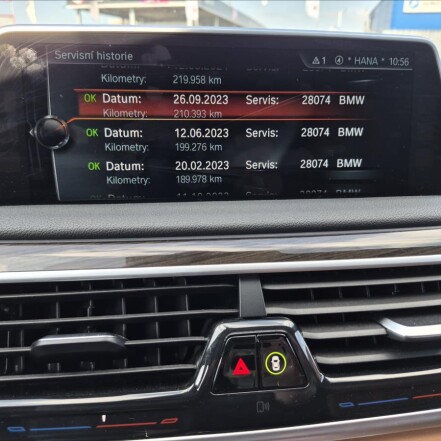 Servisní historie
1 * HANA * 10:56
Kilometry: 219.958 km
OK Datum: 26.09.2023 Servis: 28074 BMW
Kilometry: 210.393 km
OK Datum: 12.06.2023 Servis: 28074 BMW
Kilometry: 199.276 km
OK Datum: 20.02.2023 Servis: 28074 BMW
Kilometry: 189.978 km